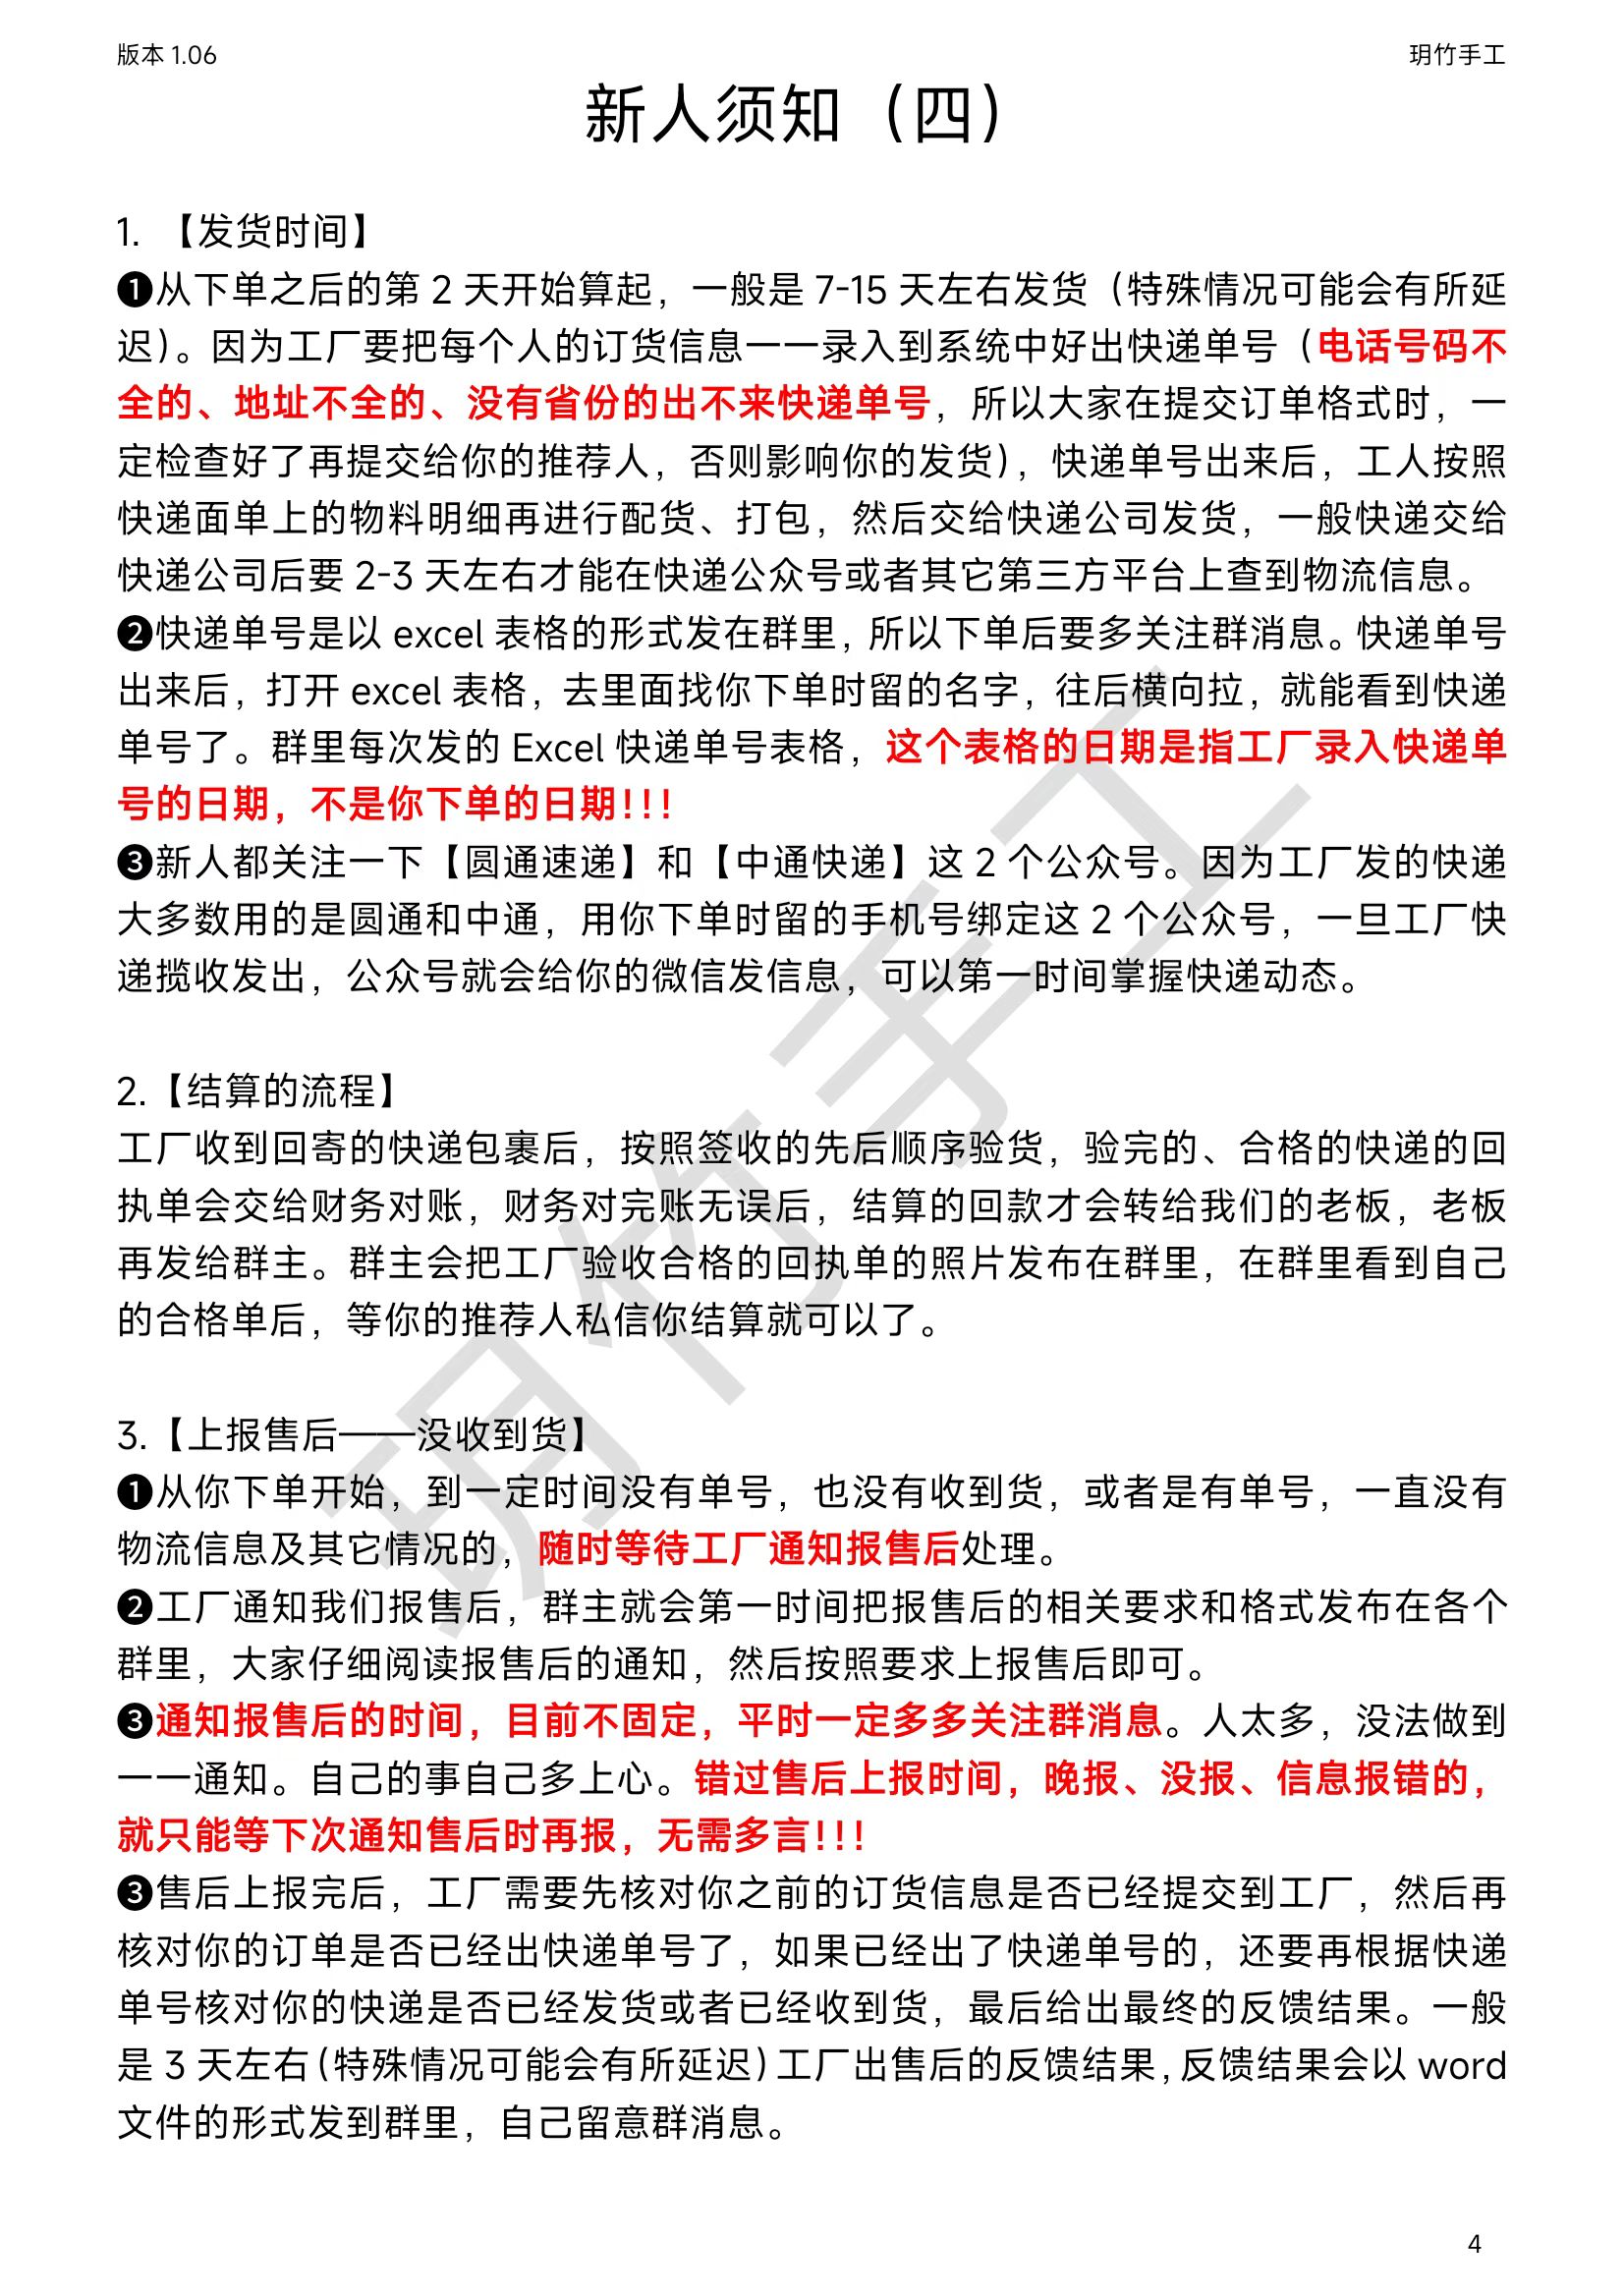 版本 1.06
玥竹手工
新人须知（四）
1. 【发货时间】
❶从下单之后的第 2 天开始算起，一般是 7-15 天左右发货（特殊情况可能会有所延
迟）。因为工厂要把每个人的订货信息一一录入到系统中好出快递单号（电话号码不
全的、地址不全的、没有省份的出不来快递单号，所以大家在提交订单格式时，一
定检查好了再提交给你的推荐人，否则影响你的发货），快递单号出来后，工人按照
快递面单上的物料明细再进行配货、打包，然后交给快递公司发货，一般快递交给
快递公司后要 2-3 天左右才能在快递公众号或者其它第三方平台上查到物流信息。
❷快递单号是以 excel 表格的形式发在群里，所以下单后要多关注群消息。快递单号
出来后，打开 excel 表格，去里面找你下单时留的名字，往后横向拉，就能看到快递
单号了。群里每次发的 Excel 快递单号表格，这个表格的日期是指工厂录入快递单
号的日期，不是你下单的日期！！！
❸新人都关注一下【圆通速递】和【中通快递】这 2 个公众号。因为工厂发的快递
大多数用的是圆通和中通，用你下单时留的手机号绑定这 2 个公众号，一旦工厂快
递揽收发出，公众号就会给你的微信发信息，可以第一时间掌握快递动态。
2.【结算的流程】
工厂收到回寄的快递包裹后，按照签收的先后顺序验货，验完的、合格的快递的回
执单会交给财务对账，财务对完账无误后，结算的回款才会转给我们的老板，老板
再发给群主。群主会把工厂验收合格的回执单的照片发布在群里，在群里看到自己
的合格单后，等你的推荐人私信你结算就可以了。
3.【上报售后——没收到货】
❶从你下单开始，到一定时间没有单号，也没有收到货，或者是有单号，一直没有
物流信息及其它情况的，随时等待工厂通知报售后处理。
❷工厂通知我们报售后，群主就会第一时间把报售后的相关要求和格式发布在各个
群里，大家仔细阅读报售后的通知，然后按照要求上报售后即可。
❸通知报售后的时间，目前不固定，平时一定多多关注群消息。人太多，没法做到
一一通知。自己的事自己多上心。错过售后上报时间，晚报、没报、信息报错的，
就只能等下次通知售后时再报，无需多言！！！
❸售后上报完后，工厂需要先核对你之前的订货信息是否已经提交到工厂，然后再
核对你的订单是否已经出快递单号了，如果已经出了快递单号的，还要再根据快递
单号核对你的快递是否已经发货或者已经收到货，最后给出最终的反馈结果。一般
是 3 天左右（特殊情况可能会有所延迟）工厂出售后的反馈结果，反馈结果会以 word
文件的形式发到群里，自己留意群消息。
玥竹手工
4